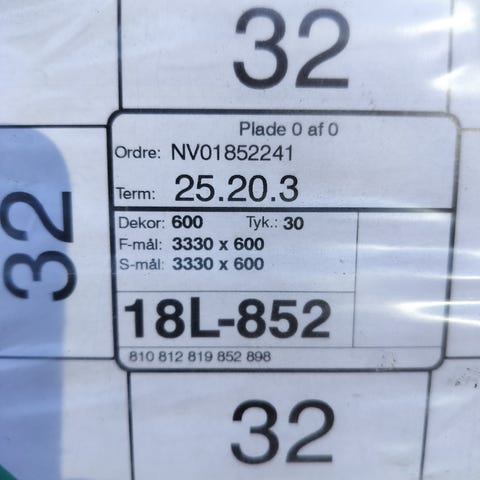 32
Plade 0 af 0
Ordre: NV01852241
Term: 25.20.3
32
Dekor: 600 Tyk.: 30
F-mål: 3330 x 600
S-mål: 3330 x 600
18L-852
810 812 819 852 898
32